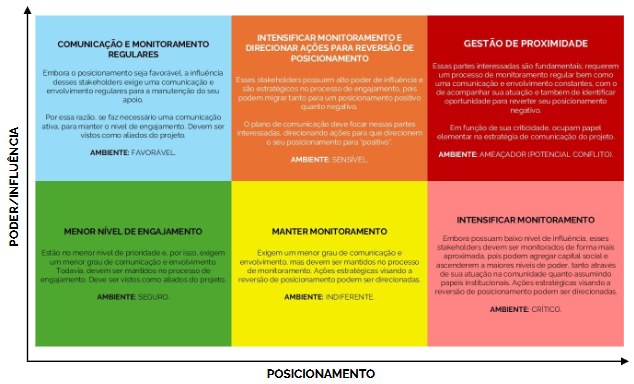 PODER/INFLUÊNCIA
COMUNICAÇÃO E MONITORAMENTO
REGULARES
Embora o posicionamento seja favorável, a influência
desses stakeholders exige uma comunicação e
envolvimento regulares para a manutenção do seu
apoio.
Por essa razão, se faz necessário uma comunicação
ativa, para manter o nível de engajamento. Devem ser
vistos como aliados do projeto.
AMBIENTE: FAVORÁVEL.
INTENSIFICAR MONITORAMENTO E
DIRECIONAR AÇÕES PARA REVERSÃO DE
POSICIONAMENTO
Esses stakeholders possuem alto poder de influência e
são estratégicos no processo de engajamento, pois
podem migrar tanto para um posicionamento positivo
quanto negativo.
O plano de comunicação deve focar nessas partes
interessadas, direcionando ações para que direcionem
o seu posicionamento para "positivo".
AMBIENTE: SENSÍVEL.
GESTÃO DE PROXIMIDADE
Essas partes interessadas são fundamentais, requerem
um processo de monitoramento regular bem como
uma comunicação e envolvimento constantes, com o
de acompanhar sua atuação e também de identificar
oportunidade para reverter seu posicionamento
negativo.
Em função de sua criticidade, ocupam papel
elementar na estratégia de comunicação do projeto.
AMBIENTE: AMEAÇADOR (POTENCIAL CONFLITO).
MENOR NÍVEL DE ENGAJAMENTO
Estão no menor nível de prioridade e, por isso, exigem
um menor grau de comunicação e envolvimento.
Todavia, devem ser mantidos no processo de
engajamento. Deve ser vistos como aliados do projeto.
AMBIENTE: SEGURO.
MANTER MONITORAMENTO
Exigem um menor grau de comunicação e
envolvimento, mas devem ser mantidos no processo
de monitoramento. Ações estratégicas visando a
reversão de posicionamento podem ser direcionadas.
AMBIENTE: INDIFERENTE.
INTENSIFICAR MONITORAMENTO
Embora possuam baixo nível de influência, esses
stakeholders devem ser monitorados de forma mais
aproximada, pois podem agregar capital social e
ascenderem a maiores níveis de poder, tanto através
de sua atuação na comunidade quanto assumindo
papéis institucionais. Ações estratégicas visando a
reversão de posicionamento podem ser direcionadas.
AMBIENTE: CRÍTICO.
POSICIONAMENTO